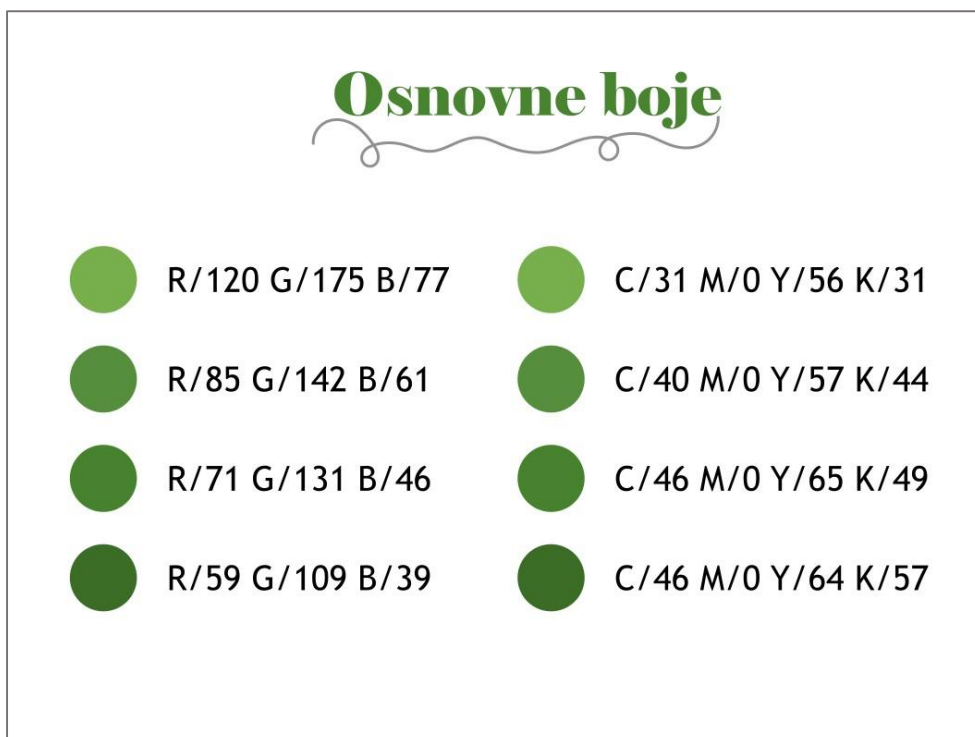 Osnovne boje
R/120 G/175 B/77 C/31 M/0 Y/56 K/31
R/85 G/142 B/61 C/40 M/0 Y/57 K/44
R/71 G/131 B/46 C/46 M/0 Y/65 K/49
R/59 G/109 B/39 C/46 M/0 Y/64 K/57